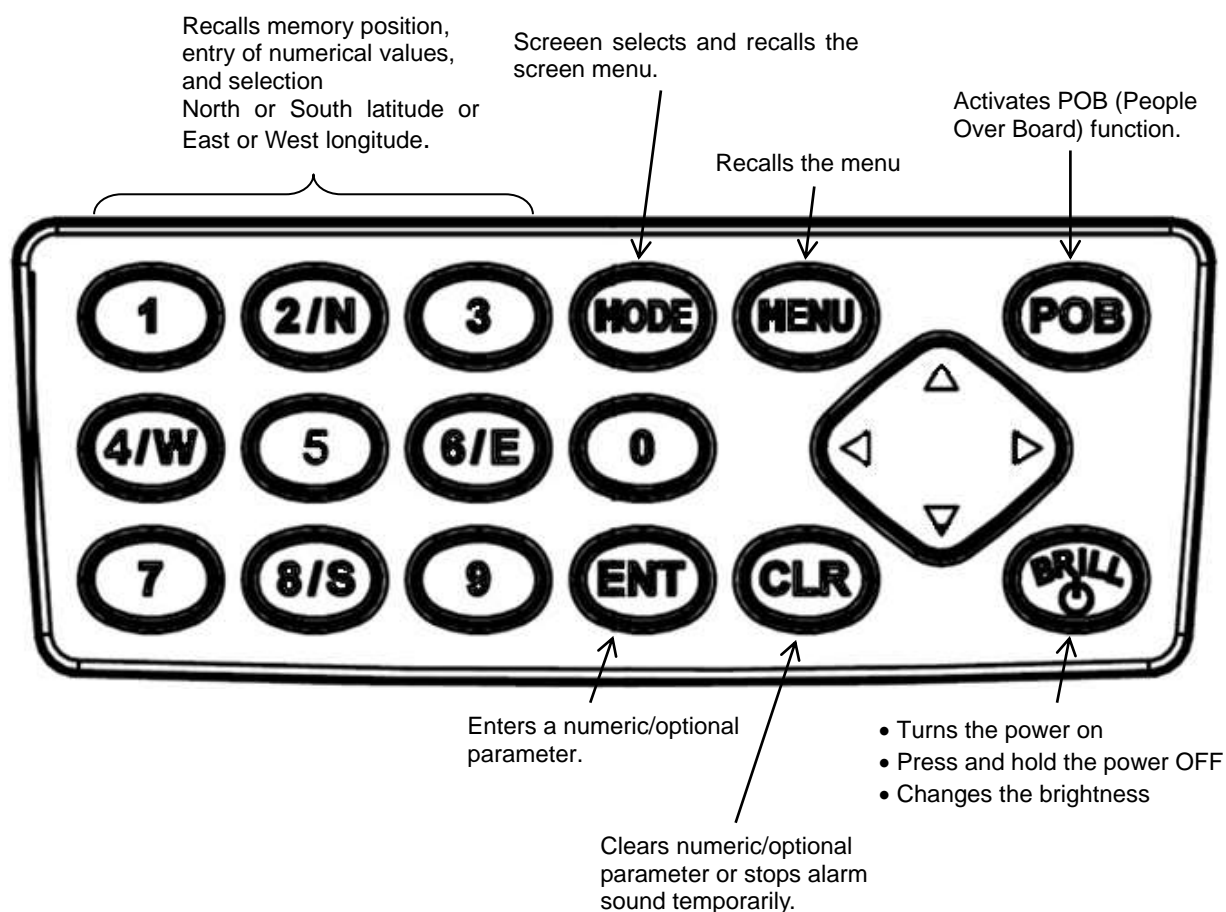 Recalls memory position,
entry of numerical values,
and selection
North or South latitude or
East or West longitude.
Screeen selects and recalls the
screen menu.
Recalls the menu
Activates POB (People
Over Board) function.
1 2/N 3 MODE MENU POB
4/W 5 6/E 0
7 8/S 9 ENT CLR BRILL
Enters a numeric/optional
parameter.
Clears numeric/optional
parameter or stops alarm
sound temporarily.
• Turns the power on
• Press and hold the power OFF
• Changes the brightness